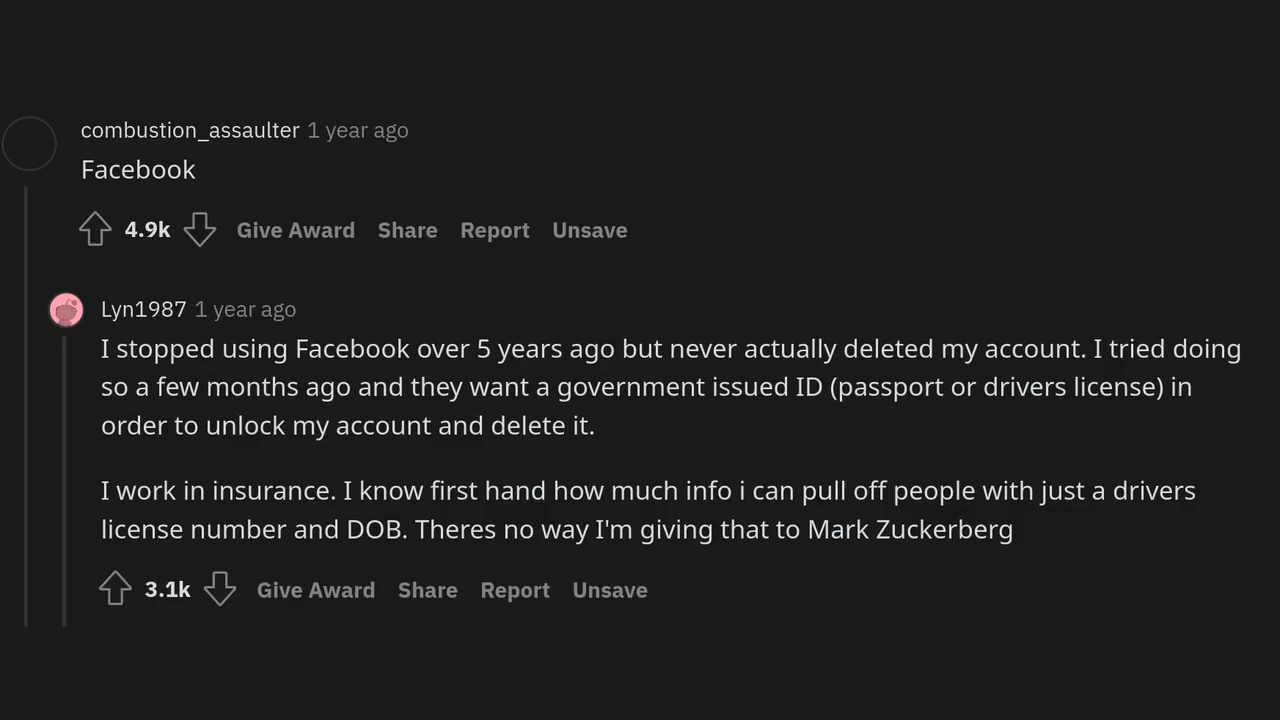 combustion_assaulter 1 year ago
Facebook
4.9k Give Award Share Report Unsave
Lyn1987 1 year ago
I stopped using Facebook over 5 years ago but never actually deleted my account. I tried doing
so a few months ago and they want a government issued ID (passport or drivers license) in
order to unlock my account and delete it.
I work in insurance. I know first hand how much info i can pull off people with just a drivers
license number and DOB. Theres no way I'm giving that to Mark Zuckerberg
3.1k Give Award Share Report Unsave